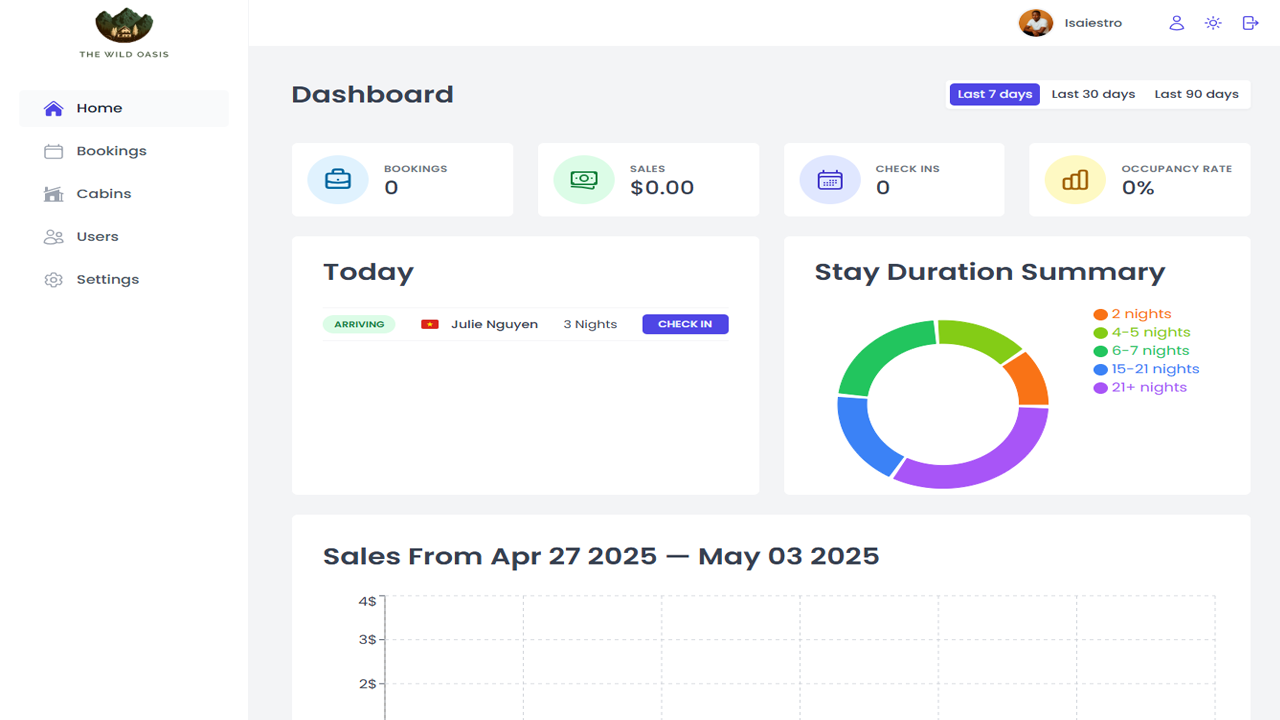 THE WILD OASIS
Isaiestro
Home
Bookings
Cabins
Users
Settings
Dashboard
Last 7 days Last 30 days Last 90 days
BOOKINGS
0
SALES
$0.00
CHECK INS
0
OCCUPANCY RATE
0%
Today
ARRIVING Julie Nguyen 3 Nights CHECK IN
Stay Duration Summary
2 nights
4-5 nights
6-7 nights
15-21 nights
21+ nights
Sales From Apr 27 2025 — May 03 2025
4$
3$
2$